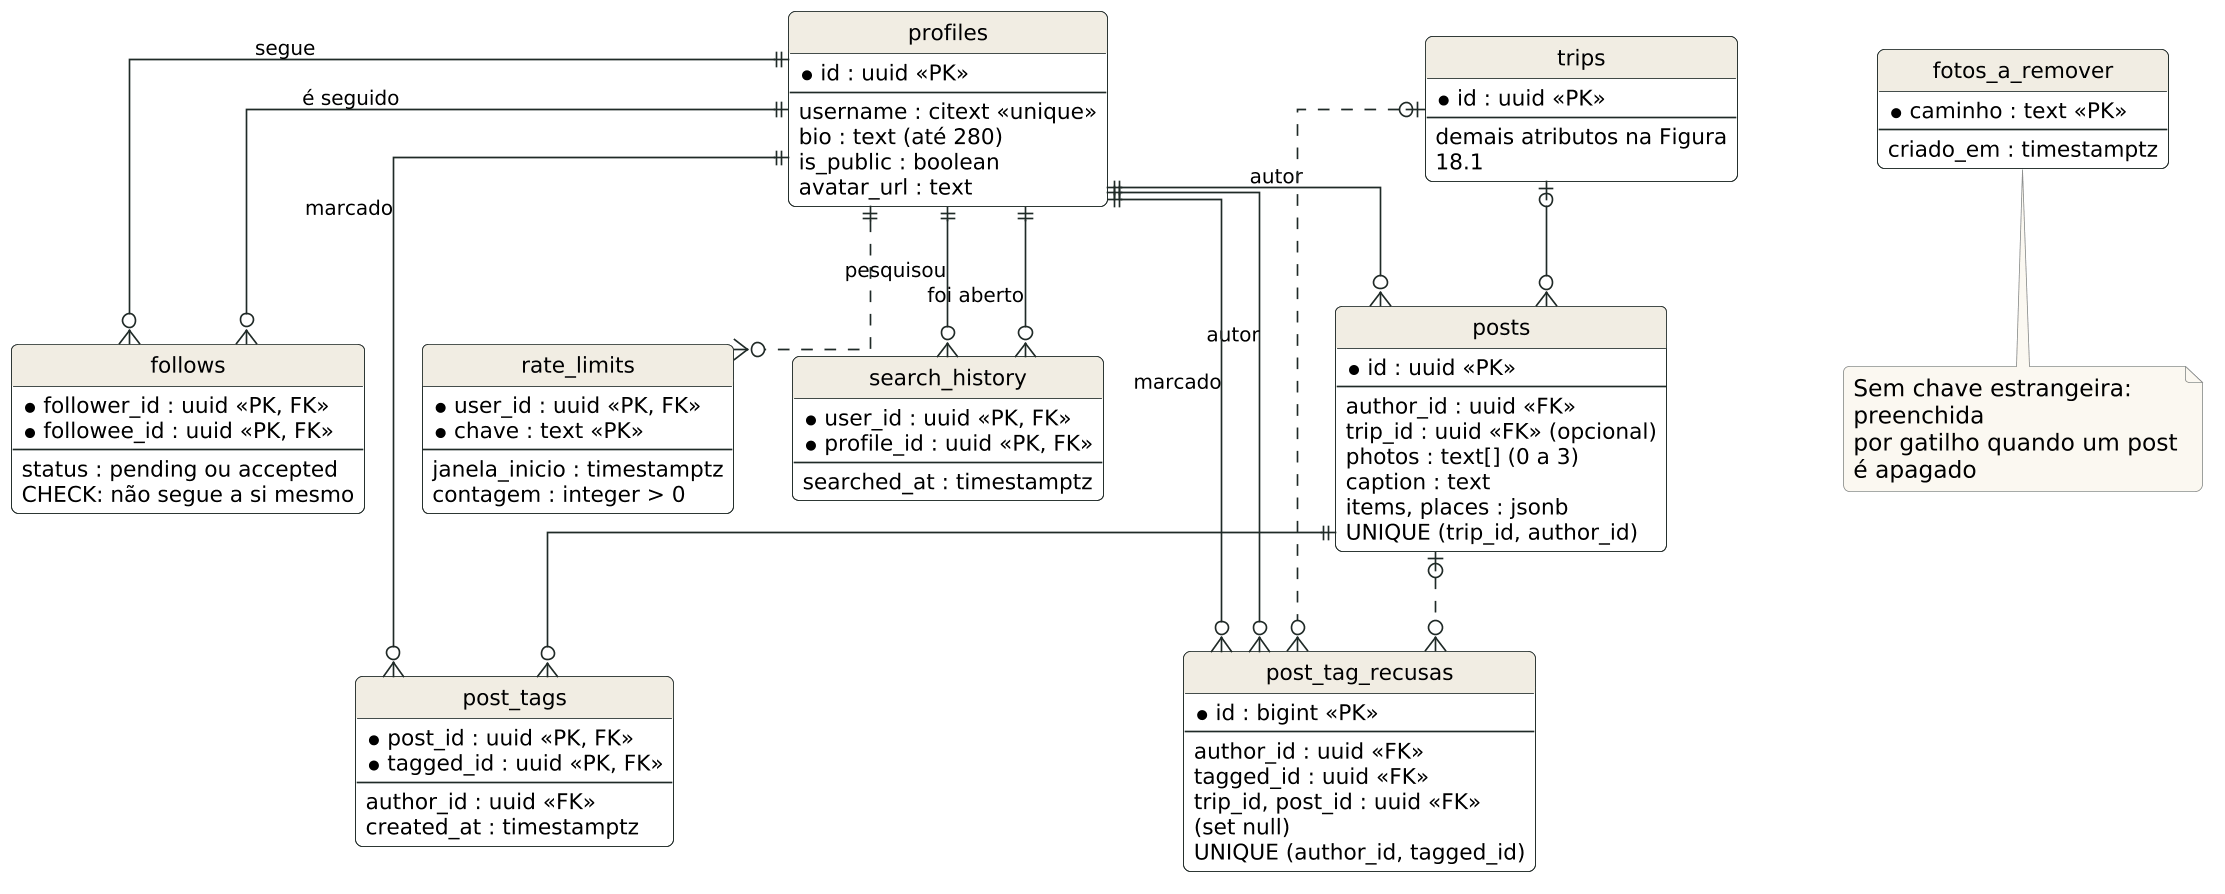 profiles
id : uuid «PK»
username : citext «unique»
bio : text (até 280)
is_public : boolean
avatar_url : text
trips
id : uuid «PK»
demais atributos na Figura
18.1
fotos_a_remover
caminho : text «PK»
criado_em : timestamptz
segue
é seguido
marcado
autor
pesquisou
foi aberto
autor
marcado
follows
follower_id : uuid «PK, FK»
followee_id : uuid «PK, FK»
status : pending ou accepted
CHECK: não segue a si mesmo
rate_limits
user_id : uuid «PK, FK»
chave : text «PK»
janela_inicio : timestamptz
contagem : integer > 0
search_history
user_id : uuid «PK, FK»
profile_id : uuid «PK, FK»
searched_at : timestamptz
posts
id : uuid «PK»
author_id : uuid «FK»
trip_id : uuid «FK» (opcional)
photos : text[] (0 a 3)
caption : text
items, places : jsonb
UNIQUE (trip_id, author_id)
Sem chave estrangeira:
preenchida
por gatilho quando um post
é apagado
post_tags
post_id : uuid «PK, FK»
tagged_id : uuid «PK, FK»
author_id : uuid «FK»
created_at : timestamptz
post_tag_recusas
id : bigint «PK»
author_id : uuid «FK»
tagged_id : uuid «FK»
trip_id, post_id : uuid «FK»
(set null)
UNIQUE (author_id, tagged_id)